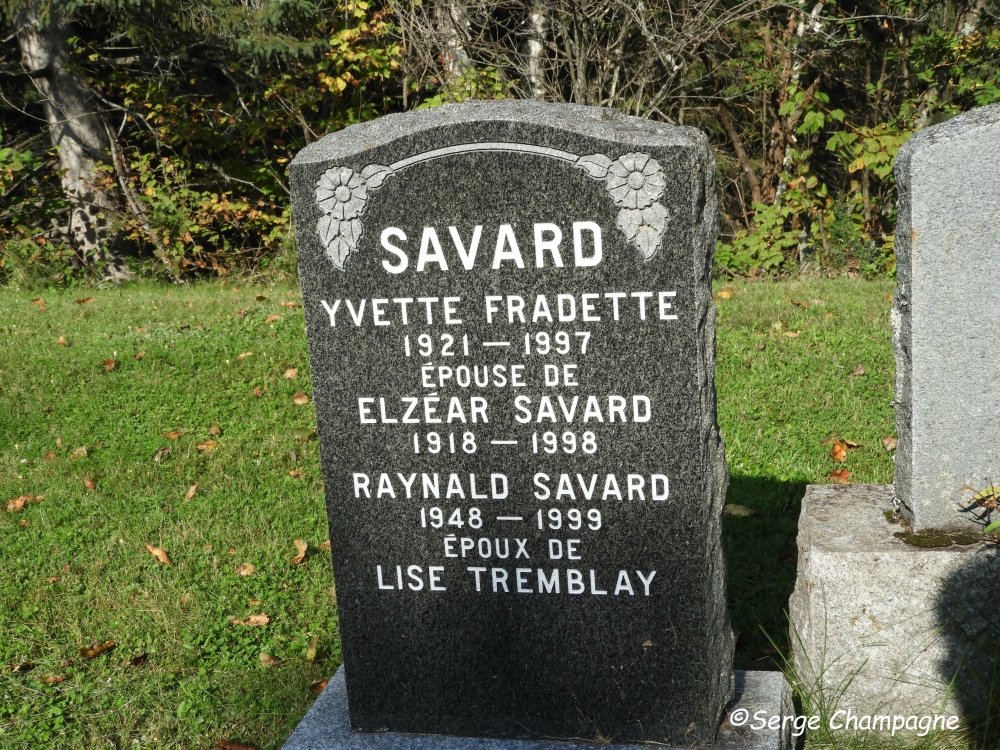 SAVARD
YVETTE FRADETTE
1921 — 1997
ÉPOUSE DE
ELZÉAR SAVARD
1918 — 1998
RAYNALD SAVARD
1948 — 1999
ÉPOUX DE
LISE TREMBLAY
©Serge Champagne